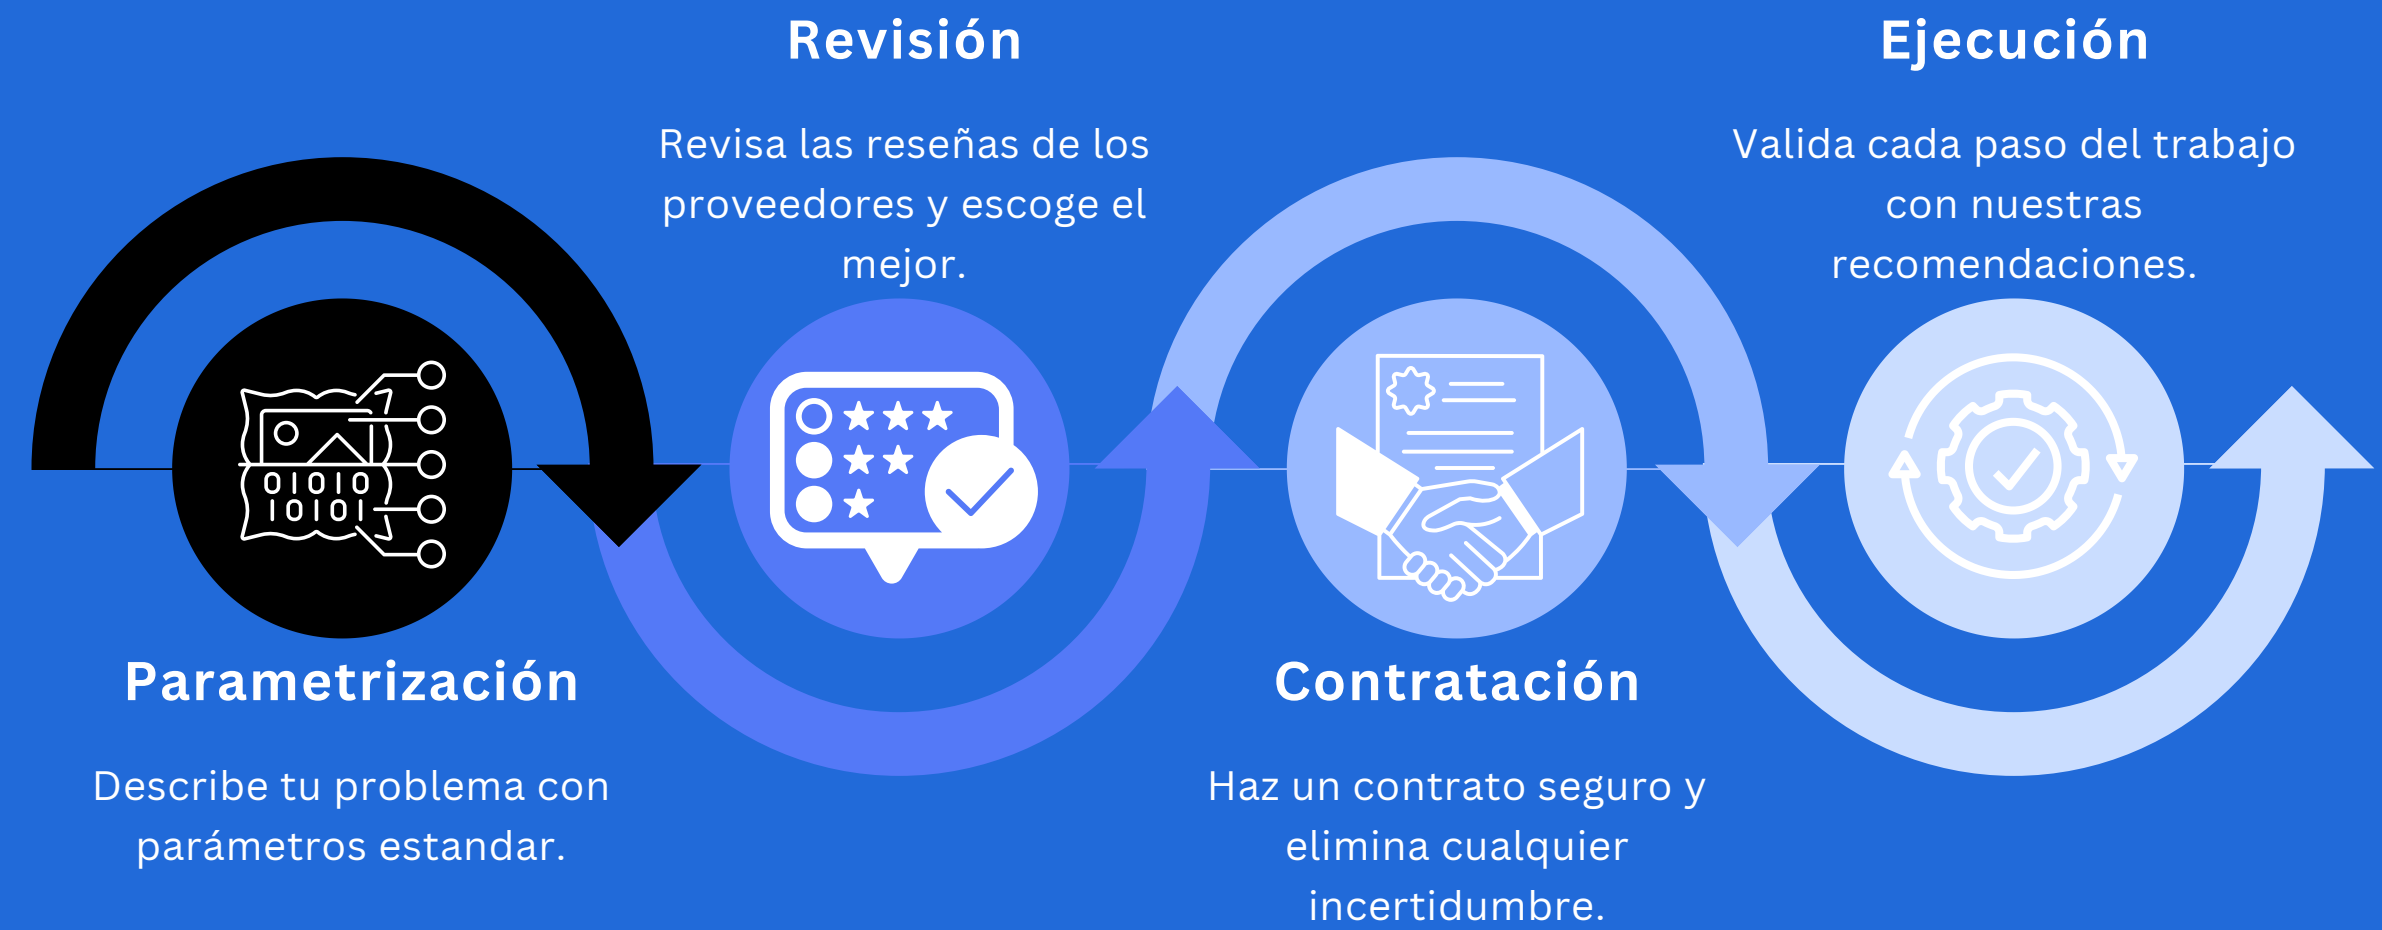 Parametrización
Describe tu problema con
parámetros estandar.
Revisión
Revisa las reseñas de los
proveedores y escoge el
mejor.
Contratación
Haz un contrato seguro y
elimina cualquier
incertidumbre.
Ejecución
Valida cada paso del trabajo
con nuestras
recomendaciones.
01010
10101